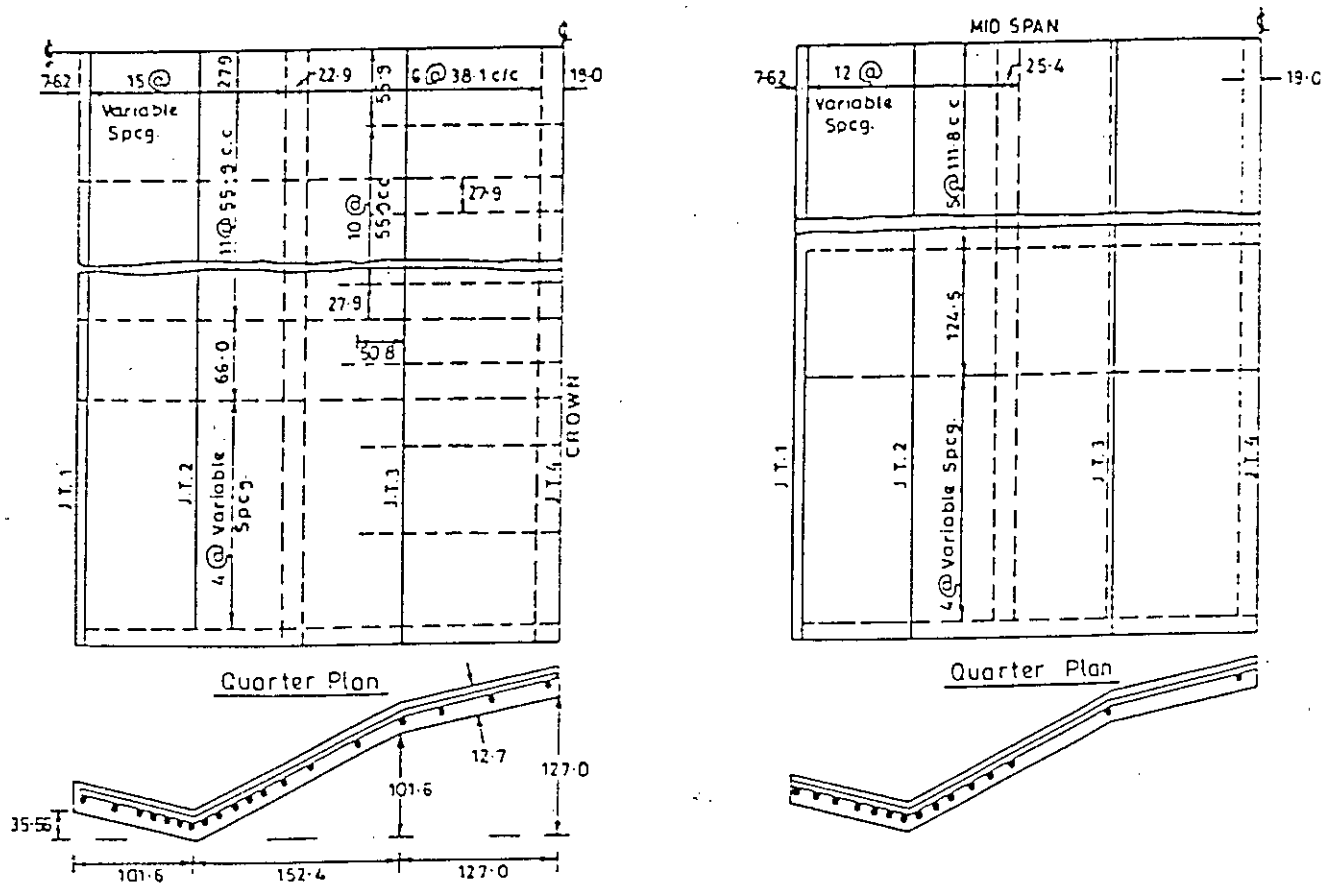 MID SPAN
℄
℄
7·62
15 @
Variable
Spcg.
27·9
11 @ 55·9 c.c
22·9
55·9
6 @ 38·1 c/c
19·0
10 @
27·9
27·9
50·8
66·0
4 @ Variable
Spcg.
J.T.1
J.T.2
J.T.3
J.T.4
CROWN
7·62
12 @
Variable
Spcg.
25·4
5 @ 111·8 c c
19·0
124·5
4 @ Variable Spcg.
J.T.1
J.T.2
J.T.3
J.T.4
Quarter Plan
Quarter Plan
12·7
101·6
127·0
35·56
101·6
152·4
127·0